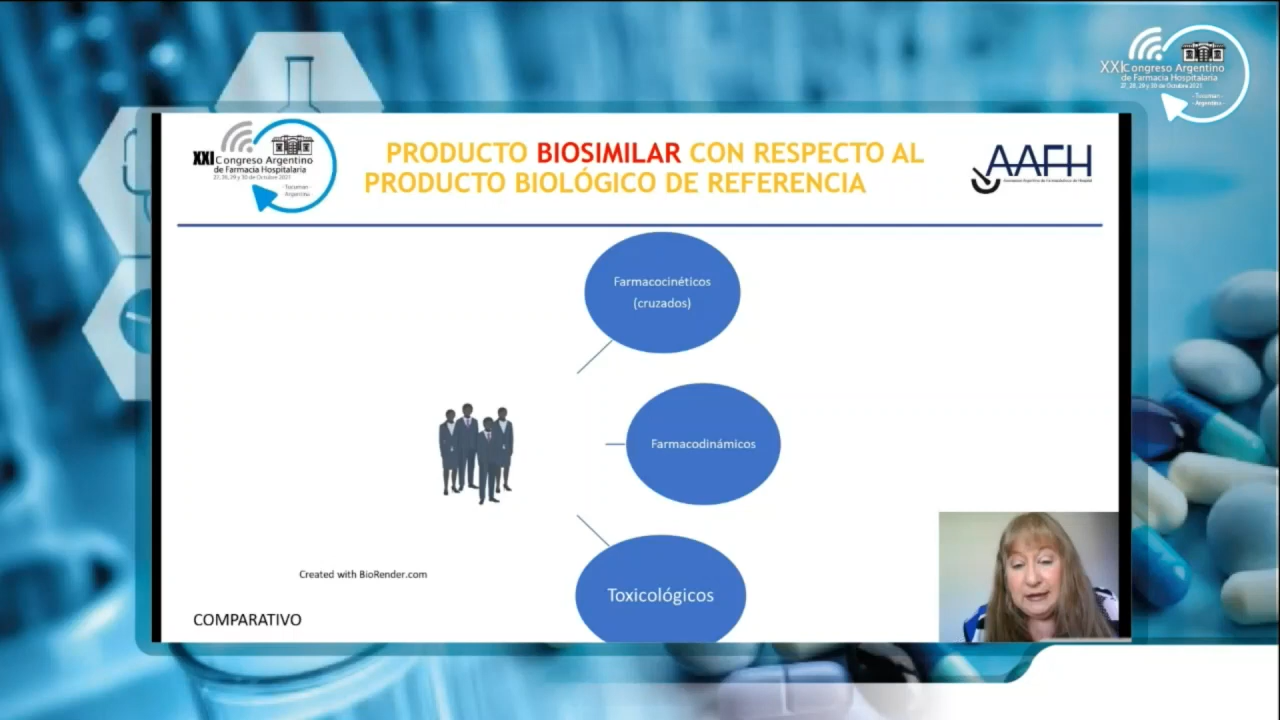 XXI Congreso Argentino
de Farmacia Hospitalaria
27, 28, 29 y 30 de Octubre 2021
- Tucuman -
- Argentina -
XXI Congreso Argentino
de Farmacia Hospitalaria
27, 28, 29 y 30 de Octubre 2021
- Tucuman -
Argentina -
PRODUCTO BIOSIMILAR CON RESPECTO AL
PRODUCTO BIOLÓGICO DE REFERENCIA
AAFH
Farmacocinéticos
(cruzados)
Farmacodinámicos
Toxicológicos
Created with BioRender.com
COMPARATIVO